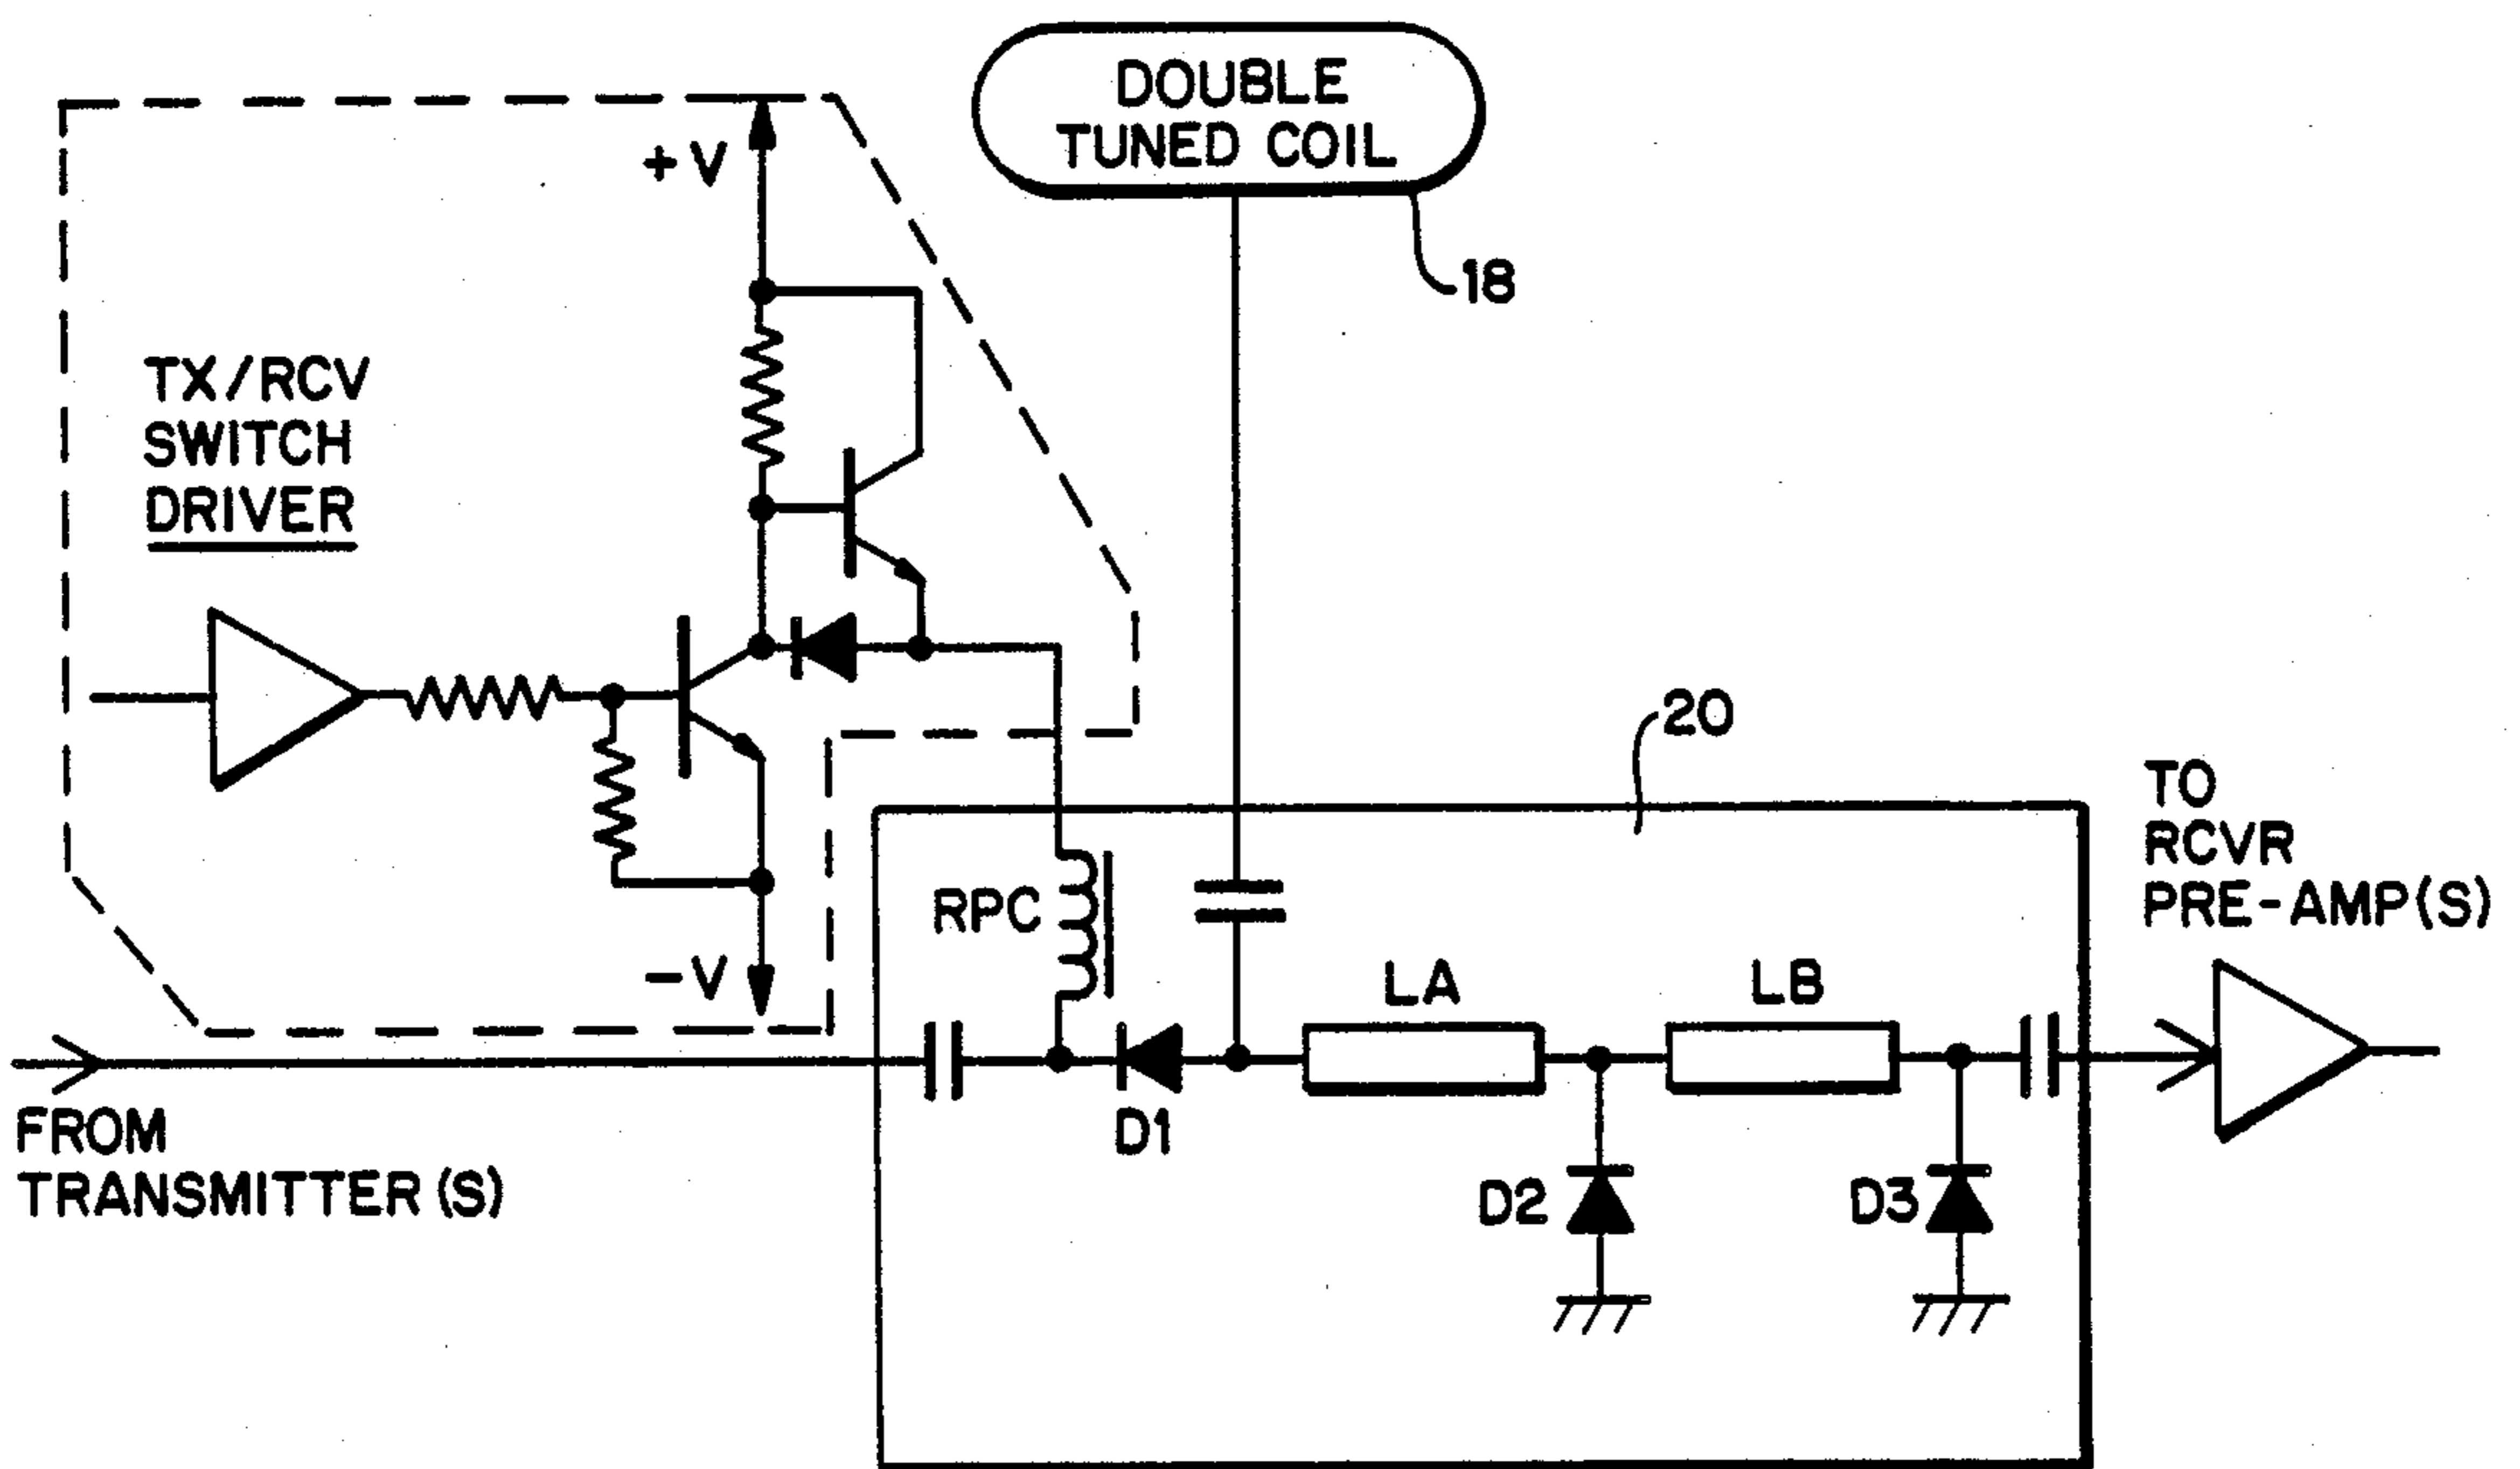 DOUBLE
TUNED COIL
18
+V
TX/RCV
SWITCH
DRIVER
20
TO
RCVR
PRE-AMP(S)
RPC
-V
LA
LB
D1
FROM
TRANSMITTER(S)
D2
D3